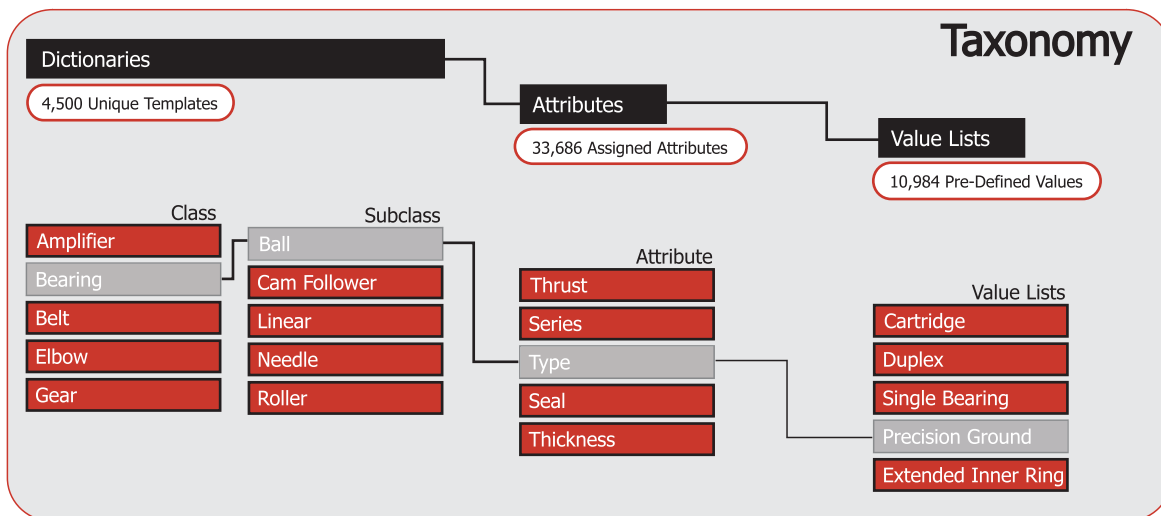 Taxonomy
Dictionaries
4,500 Unique Templates
Attributes
33,686 Assigned Attributes
Value Lists
10,984 Pre-Defined Values
Class
Amplifier
Bearing
Belt
Elbow
Gear
Subclass
Ball
Cam Follower
Linear
Needle
Roller
Attribute
Thrust
Series
Type
Seal
Thickness
Value Lists
Cartridge
Duplex
Single Bearing
Precision Ground
Extended Inner Ring